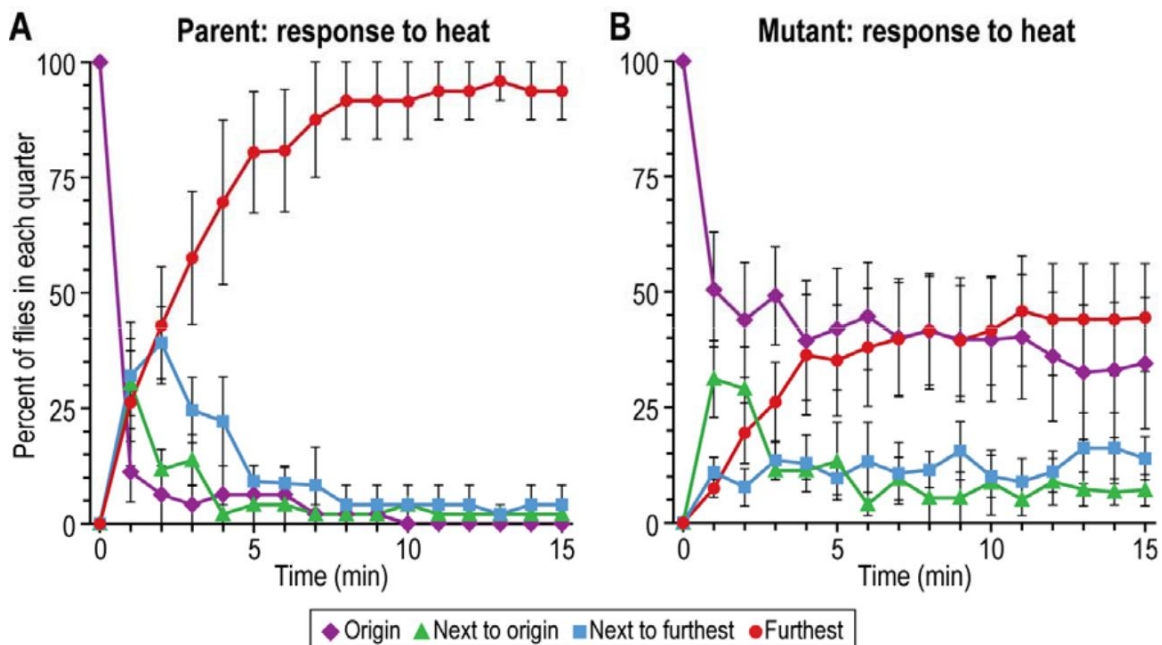 A
Parent: response to heat
Percent of flies in each quarter
100
75
50
25
0
0 5 10 15
Time (min)
B
Mutant: response to heat
100
75
50
25
0
0 5 10 15
Time (min)
Origin Next to origin Next to furthest Furthest